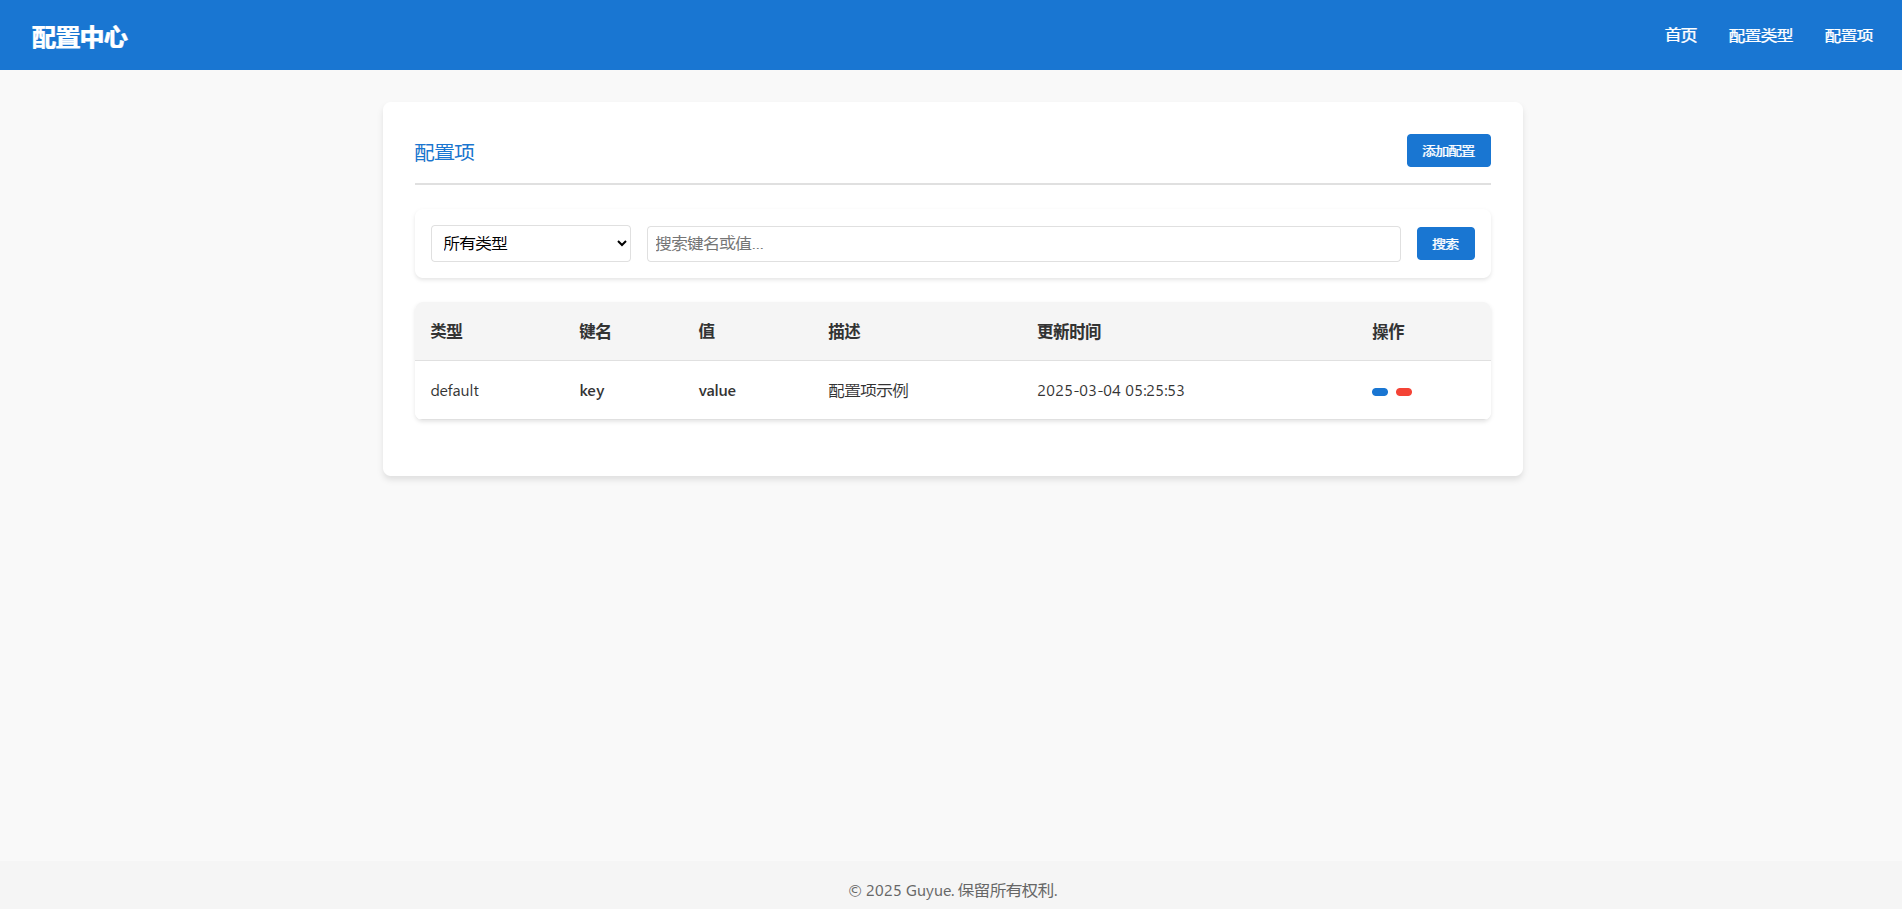 配置中心
首页 配置类型 配置项
配置项
添加配置
所有类型 搜索键名或值... 搜索
类型 键名 值 描述 更新时间 操作
default key value 配置项示例 2025-03-04 05:25:53
© 2025 Guyue. 保留所有权利.